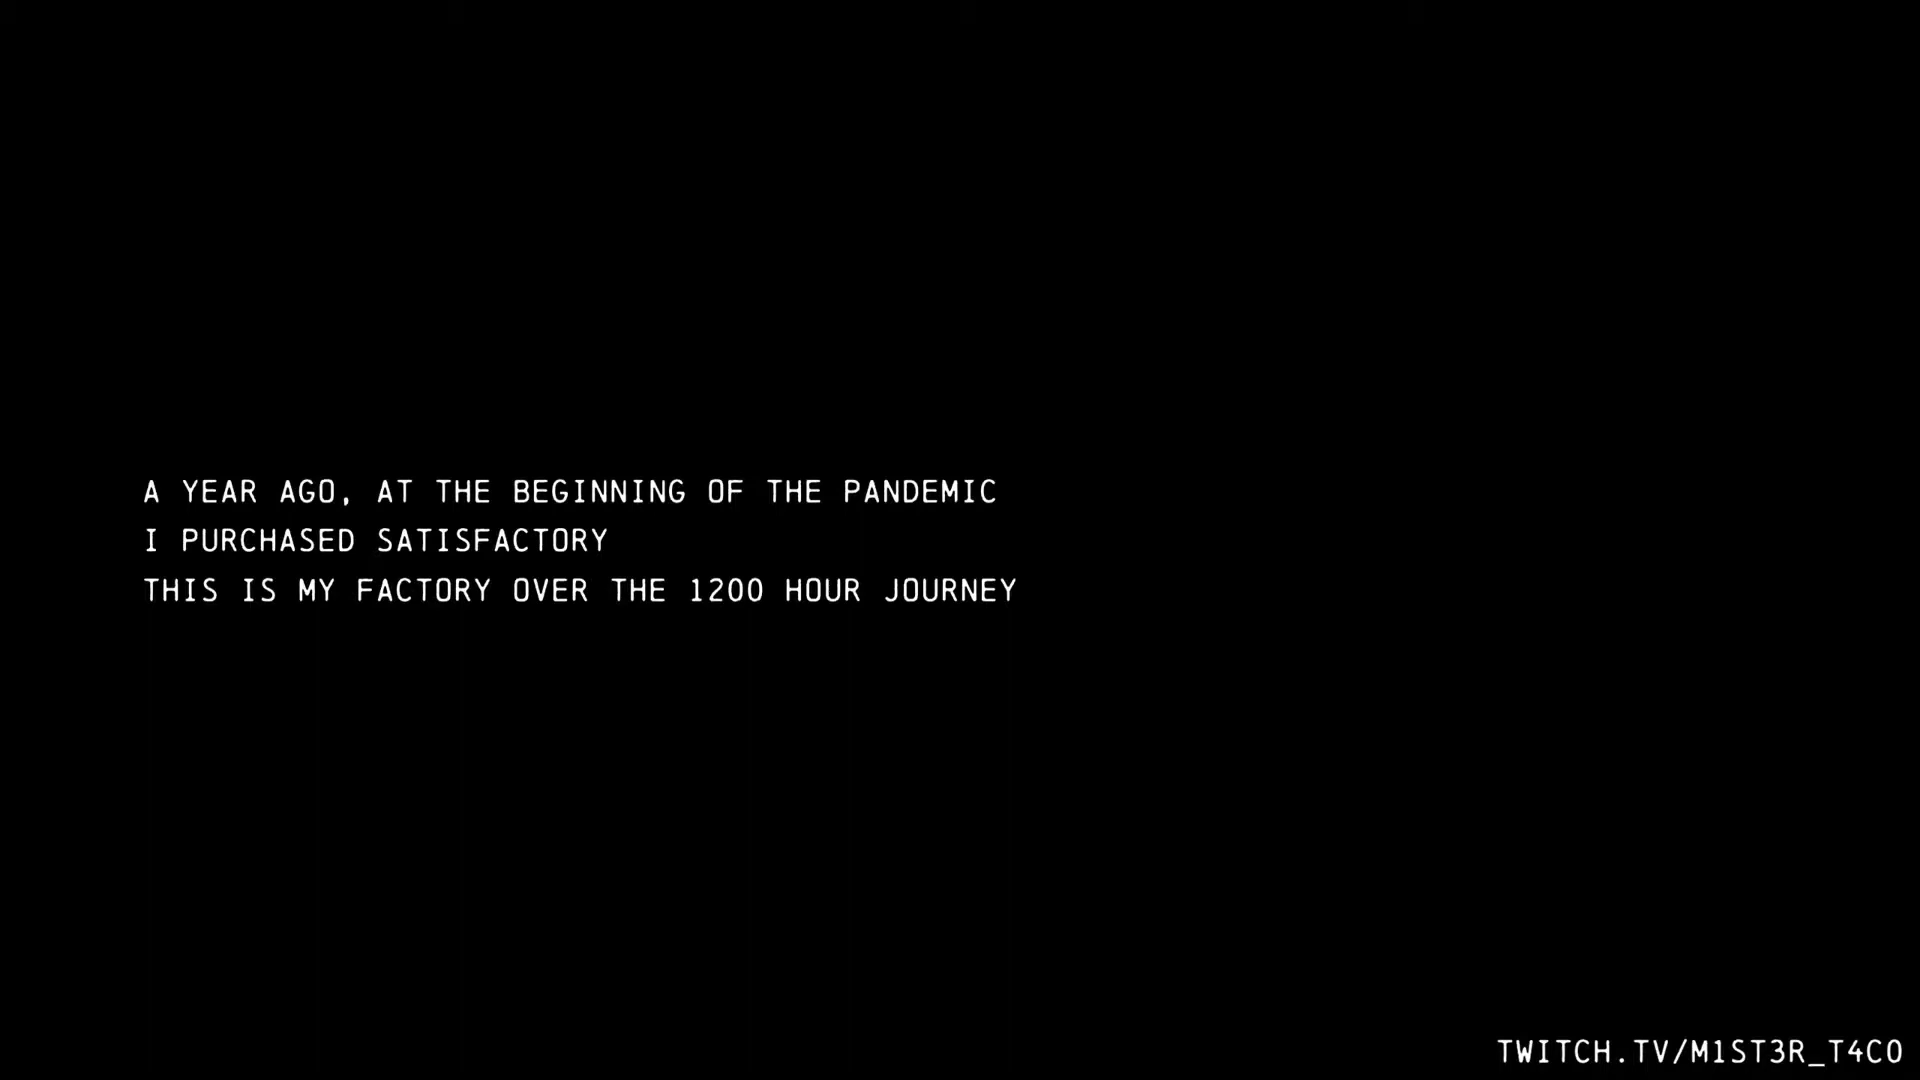 A YEAR AGO, AT THE BEGINNING OF THE PANDEMIC
I PURCHASED SATISFACTORY
THIS IS MY FACTORY OVER THE 1200 HOUR JOURNEY
TWITCH.TV/M1ST3R_T4C0